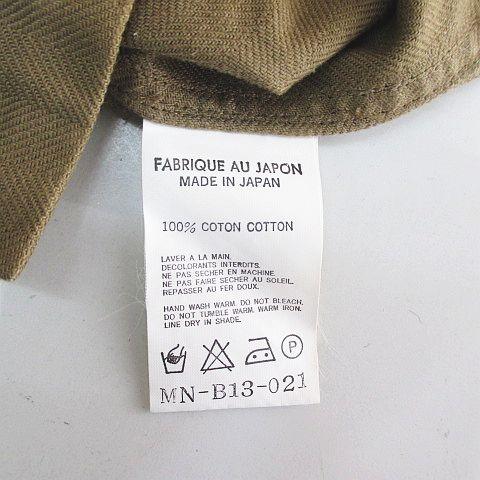 FABRIQUE AU JAPON
MADE IN JAPAN
100% COTON COTTON
LAVER A LA MAIN.
DECOLORANTS INTERDITS.
NE PAS SECHER EN MACHINE.
NE PAS FAIRE SECHER AU SOLEIL.
REPASSER AU FER DOUX.
HAND WASH WARM. DO NOT BLEACH.
DO NOT TUMBLE WARM. WARM IRON.
LINE DRY IN SHADE.
P
MN-B13-021